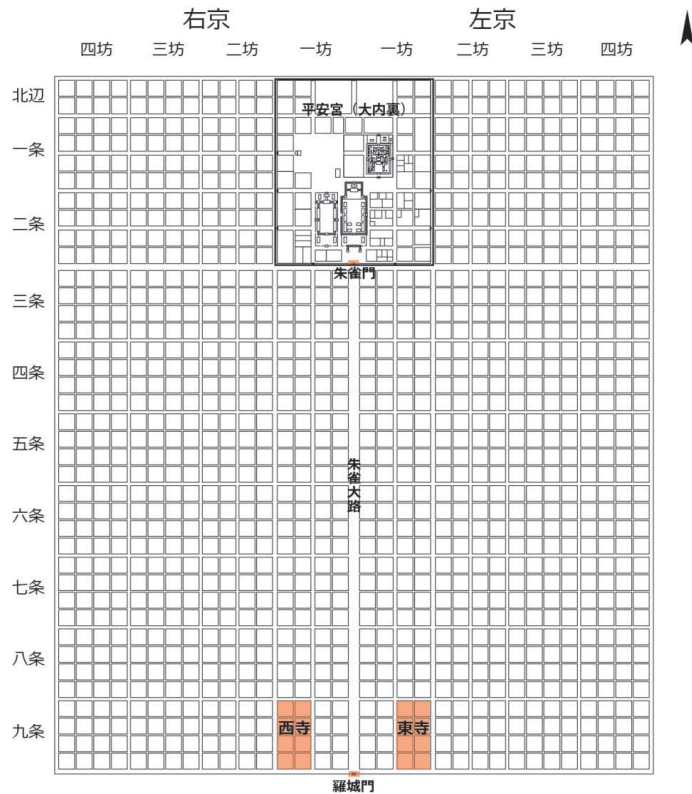 右京
左京
四坊 三坊 二坊 一坊 一坊 二坊 三坊 四坊
北辺
平安宮（大内裏）
一条
二条
朱雀門
三条
四条
五条
朱雀大路
六条
七条
八条
九条
西寺
東寺
羅城門